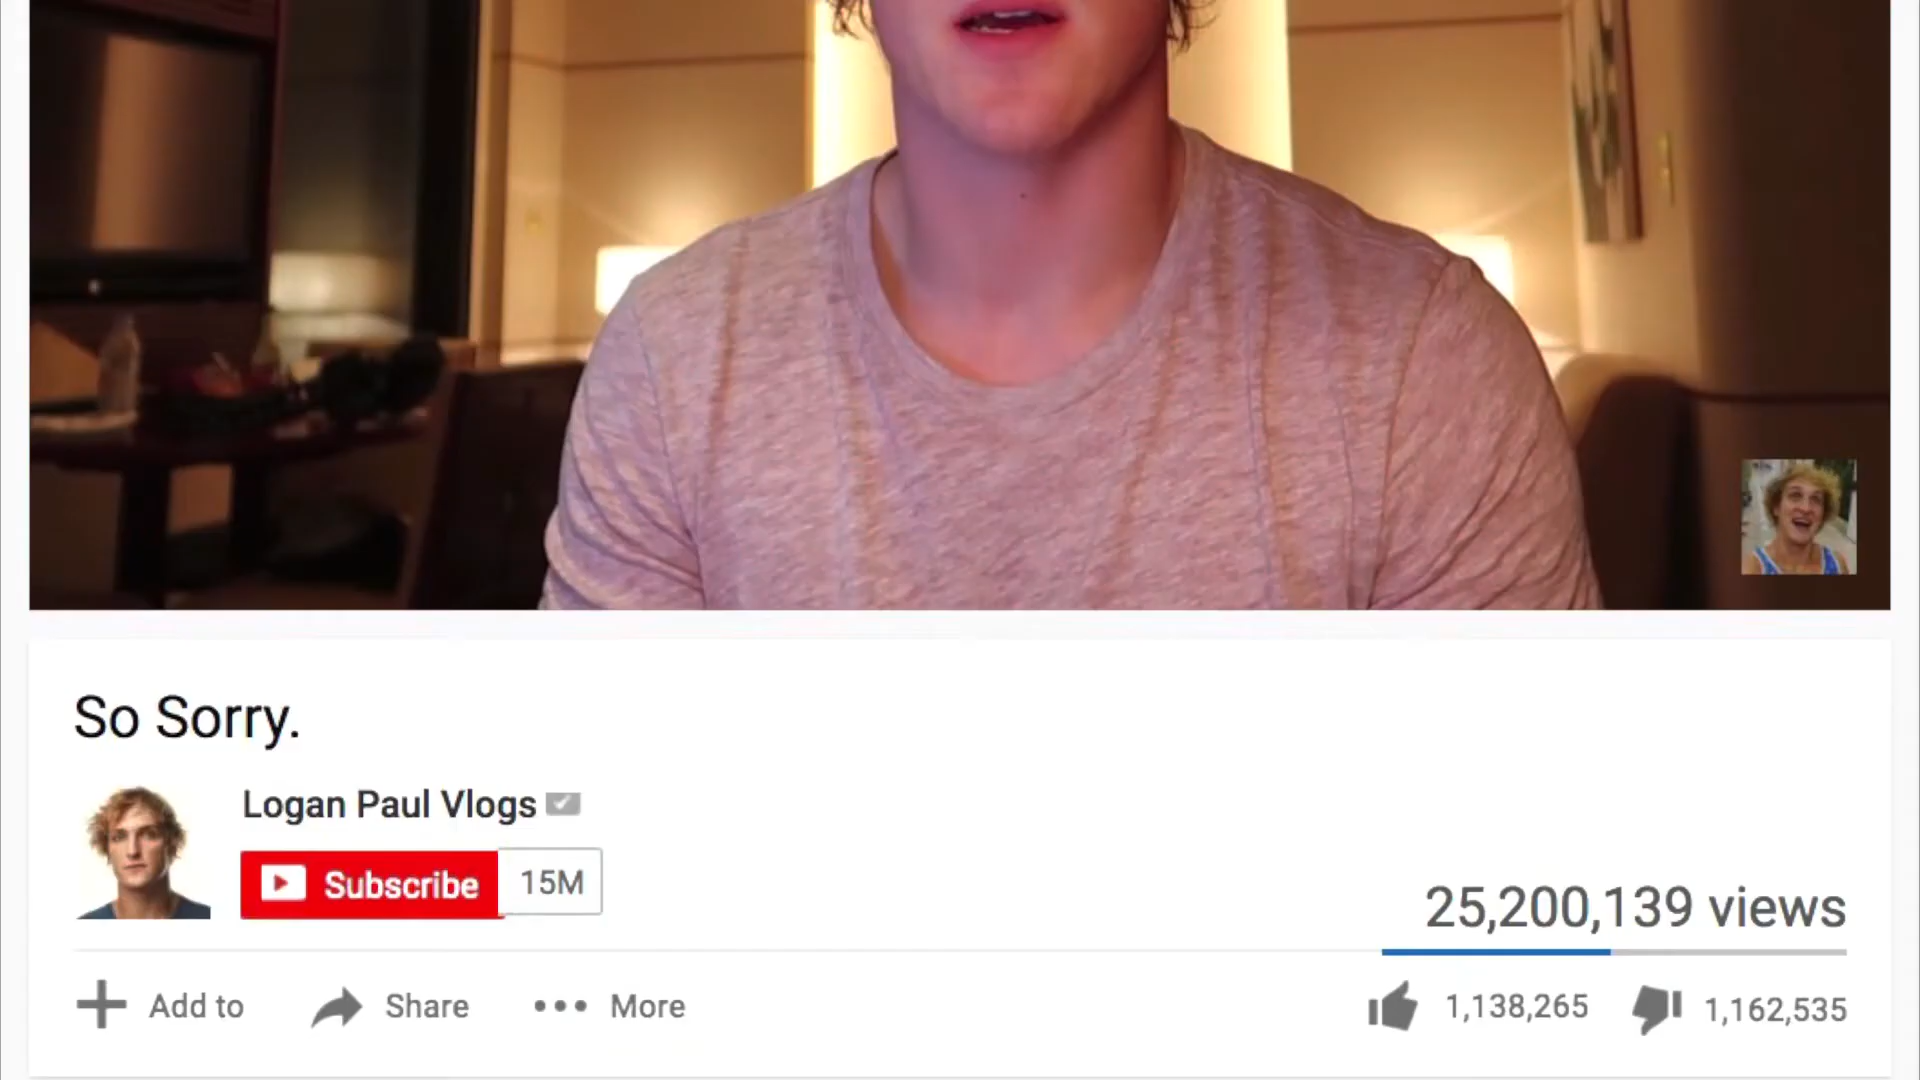 So Sorry.
Logan Paul Vlogs
Subscribe 15M
25,200,139 views
Add to Share More 1,138,265 1,162,535